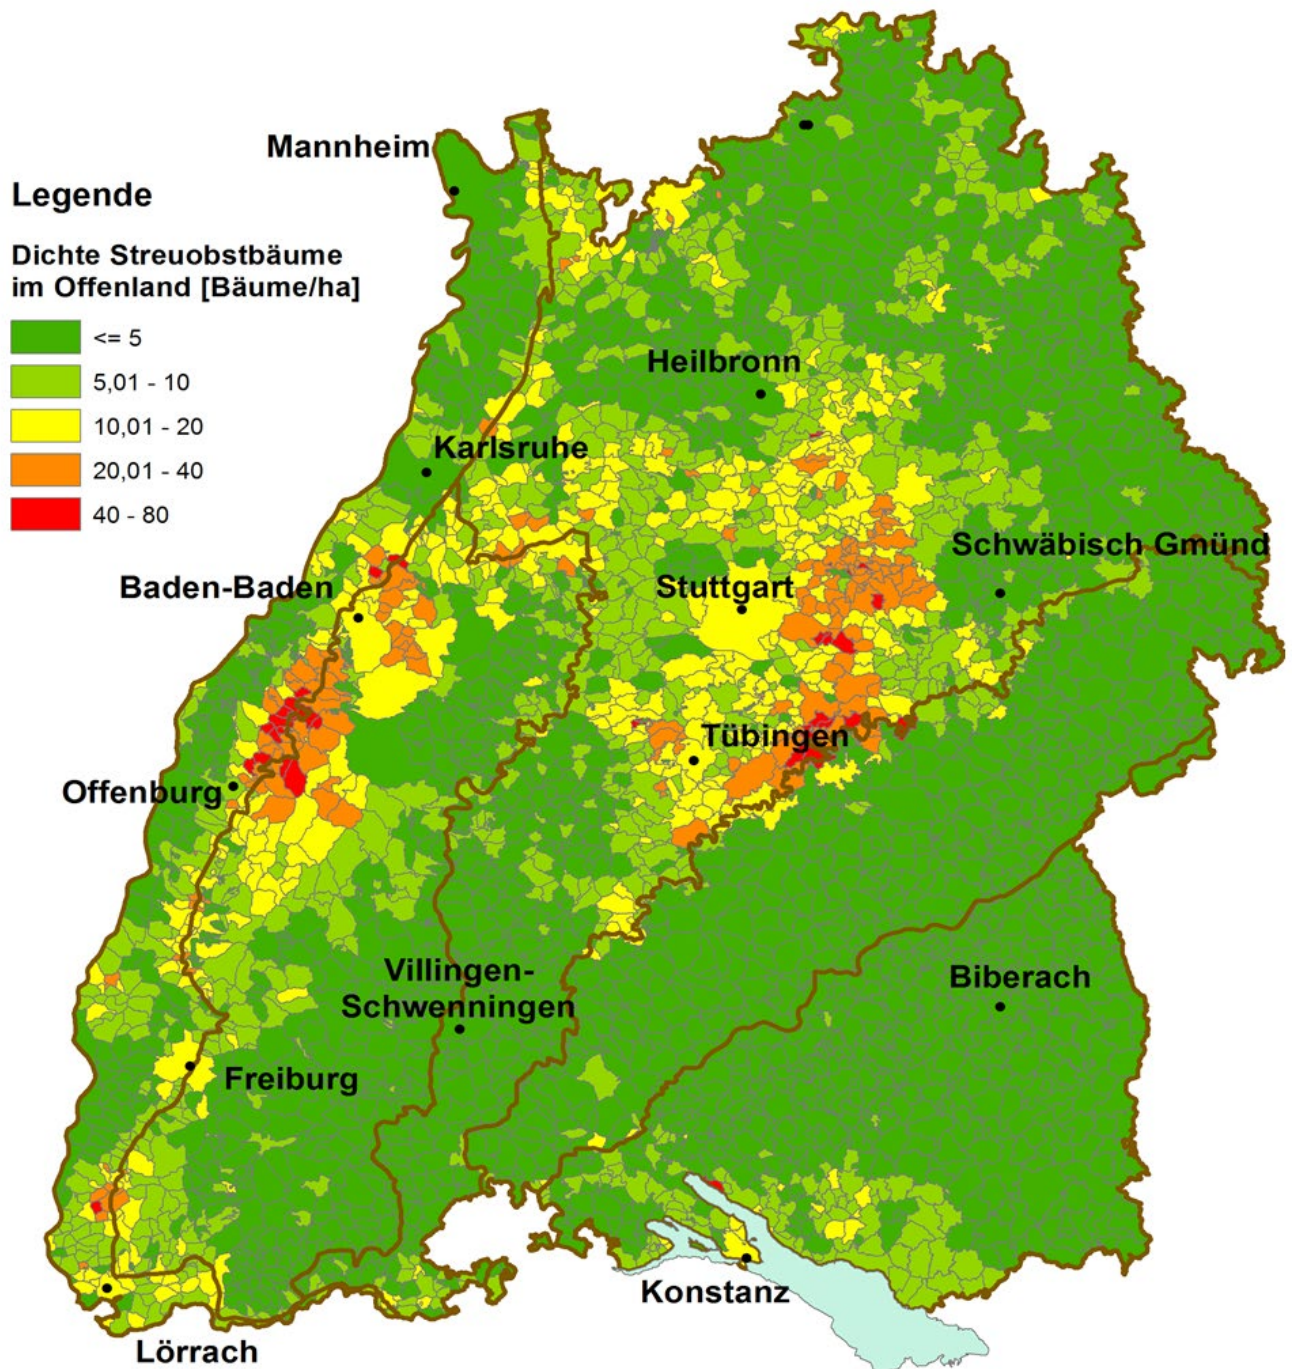 Mannheim
Legende
Dichte Streuobstbäume
im Offenland [Bäume/ha]
<= 5
5,01 - 10
10,01 - 20
20,01 - 40
40 - 80
Heilbronn
Karlsruhe
Schwäbisch Gmünd
Baden-Baden
Stuttgart
Tübingen
Offenburg
Villingen-
Schwenningen
Biberach
Freiburg
Konstanz
Lörrach